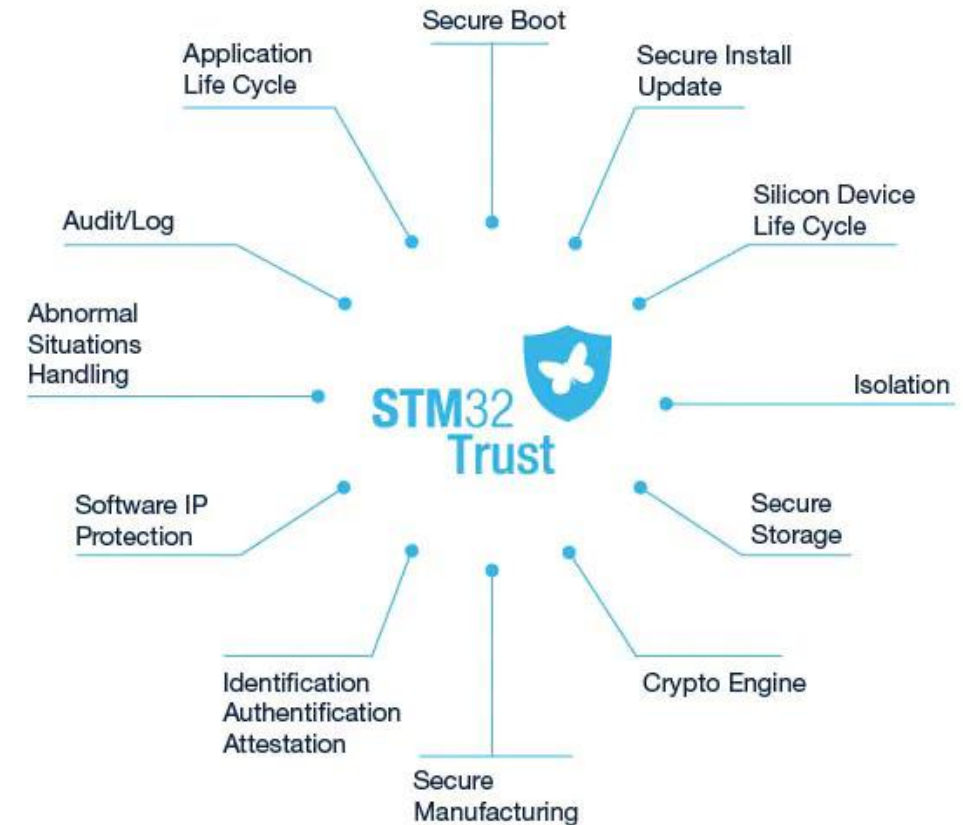 Secure Boot
Application
Life Cycle
Secure Install
Update
Silicon Device
Life Cycle
Audit/Log
Abnormal
Situations
Handling
Isolation
STM32
Trust
Software IP
Protection
Secure
Storage
Identification
Authentification
Attestation
Crypto Engine
Secure
Manufacturing